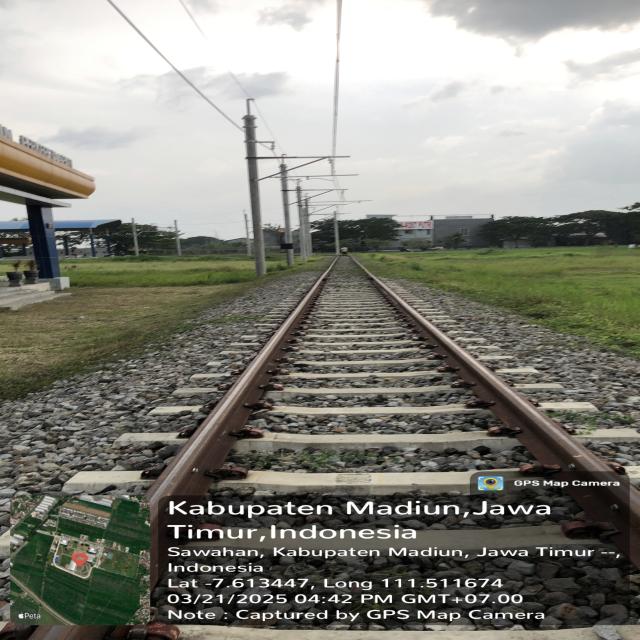 GPS Map Camera
Kabupaten Madiun,Jawa
Timur,Indonesia
Sawahan, Kabupaten Madiun, Jawa Timur --,
Indonesia
Lat -7.613447, Long 111.511674
03/21/2025 04:42 PM GMT+07.00
Note : Captured by GPS Map Camera
Peta